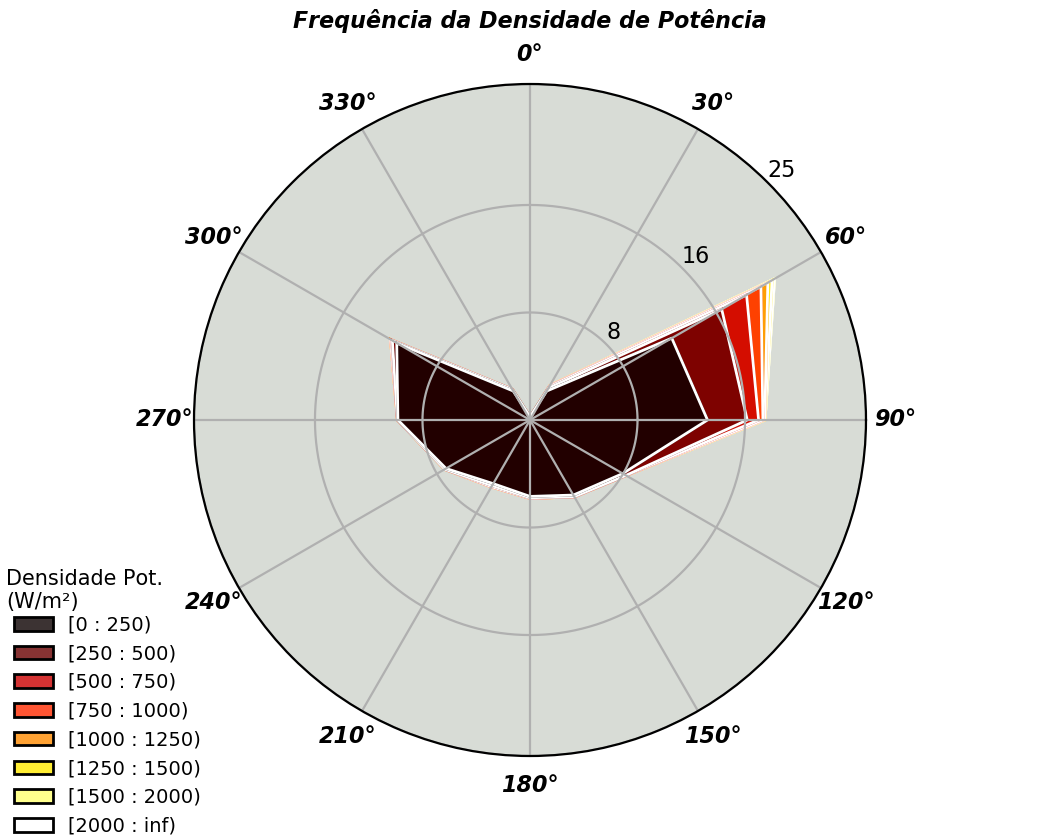 Frequência da Densidade de Potência
0°
330°
30°
25
300°
60°
16
8
270°
90°
240°
120°
210°
150°
180°
Densidade Pot.
(W/m²)
[0 : 250)
[250 : 500)
[500 : 750)
[750 : 1000)
[1000 : 1250)
[1250 : 1500)
[1500 : 2000)
[2000 : inf)